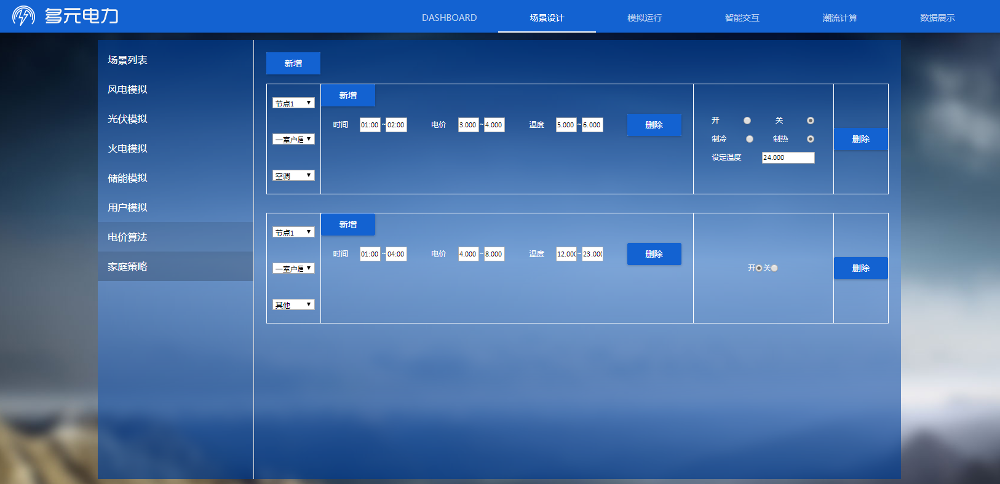 多元电力
DASHBOARD 场景设计 模拟运行 智能交互 潮流计算 数据展示
场景列表
风电模拟
光伏模拟
火电模拟
储能模拟
用户模拟
电价算法
家庭策略
新增
节点1
一室户居
空调
新增
时间 01:00 ~ 02:00 电价 3.000 ~ 4.000 温度 5.000 ~ 6.000 删除
开 关
制冷 制热
设定温度 24.000
删除
节点1
一室户居
其他
新增
时间 01:00 ~ 04:00 电价 4.000 ~ 8.000 温度 12.000 ~ 23.000 删除
开 关
删除